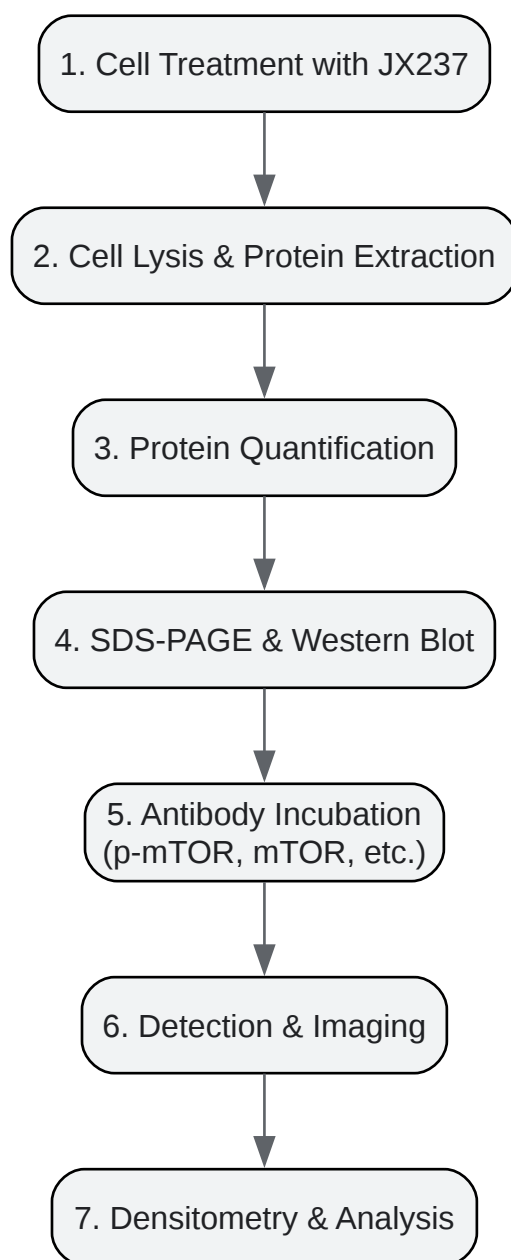 1. Cell Treatment with JX237
2. Cell Lysis & Protein Extraction
3. Protein Quantification
4. SDS-PAGE & Western Blot
5. Antibody Incubation
(p-mTOR, mTOR, etc.)
6. Detection & Imaging
7. Densitometry & Analysis